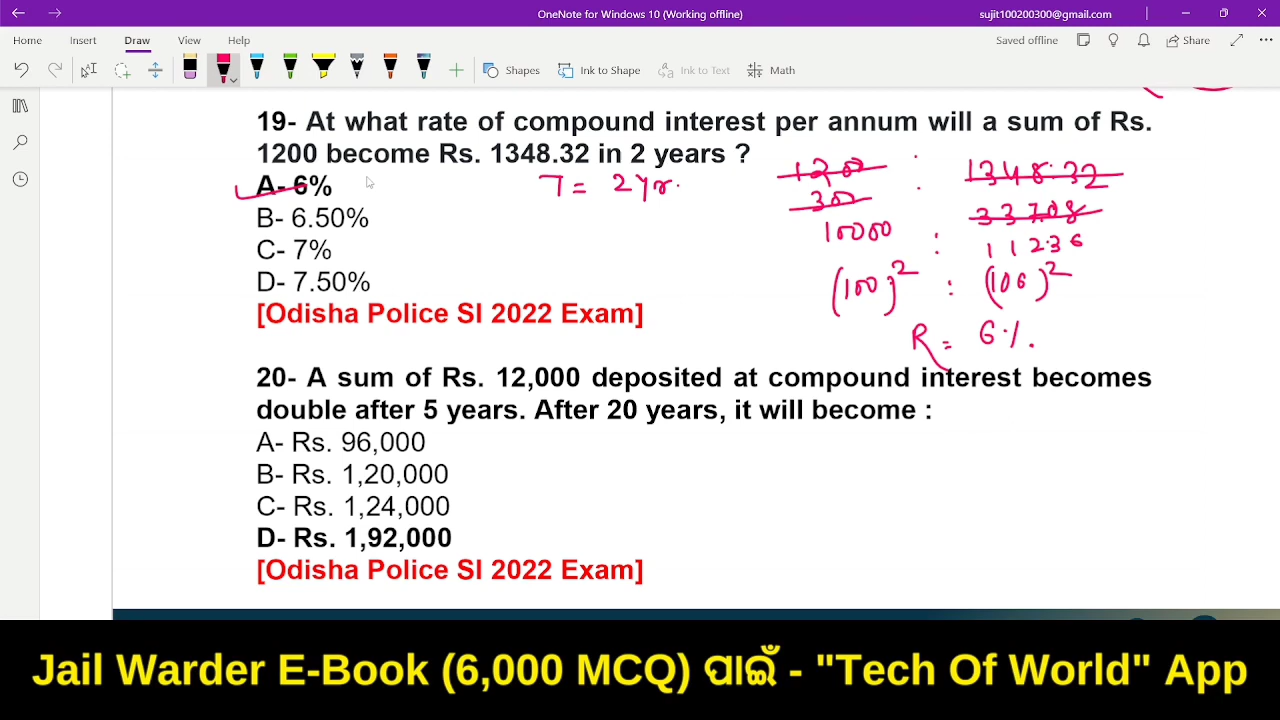 OneNote for Windows 10 (Working offline)
sujit100200300@gmail.com
Home Insert Draw View Help
Saved offline
Share
Shapes
Ink to Shape
Ink to Text
Math
19- At what rate of compound interest per annum will a sum of Rs.
1200 become Rs. 1348.32 in 2 years ?
A- 6%
B- 6.50%
C- 7%
D- 7.50%
[Odisha Police SI 2022 Exam]
T = 2yr.
1200 : 1348.32
300 33708
10000 : 11236
(100)2 : (106)2
R = 6%.
20- A sum of Rs. 12,000 deposited at compound interest becomes
double after 5 years. After 20 years, it will become :
A- Rs. 96,000
B- Rs. 1,20,000
C- Rs. 1,24,000
D- Rs. 1,92,000
[Odisha Police SI 2022 Exam]
Jail Warder E-Book (6,000 MCQ) ପାଇଁ - "Tech Of World" App